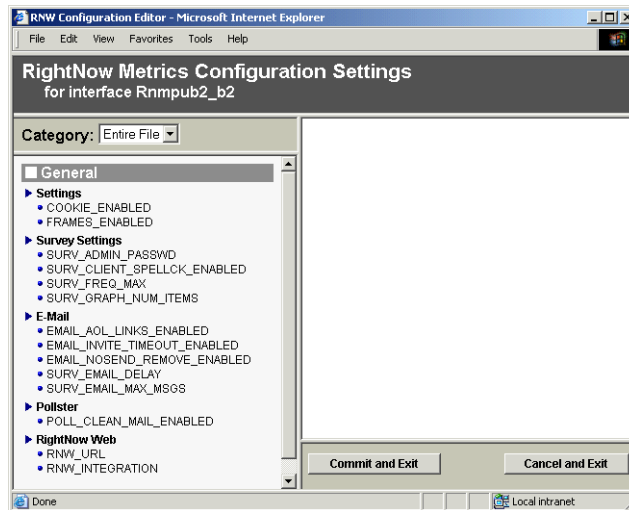 RNW Configuration Editor - Microsoft Internet Explorer
File Edit View Favorites Tools Help
RightNow Metrics Configuration Settings
for interface Rnmpub2_b2
Category: Entire File
General
Settings
COOKIE_ENABLED
FRAMES_ENABLED
Survey Settings
SURV_ADMIN_PASSWD
SURV_CLIENT_SPELLCK_ENABLED
SURV_FREQ_MAX
SURV_GRAPH_NUM_ITEMS
E-Mail
EMAIL_AOL_LINKS_ENABLED
EMAIL_INVITE_TIMEOUT_ENABLED
EMAIL_NOSEND_REMOVE_ENABLED
SURV_EMAIL_DELAY
SURV_EMAIL_MAX_MSGS
Pollster
POLL_CLEAN_MAIL_ENABLED
RightNow Web
RNW_URL
RNW_INTEGRATION
Commit and Exit Cancel and Exit
Done Local intranet